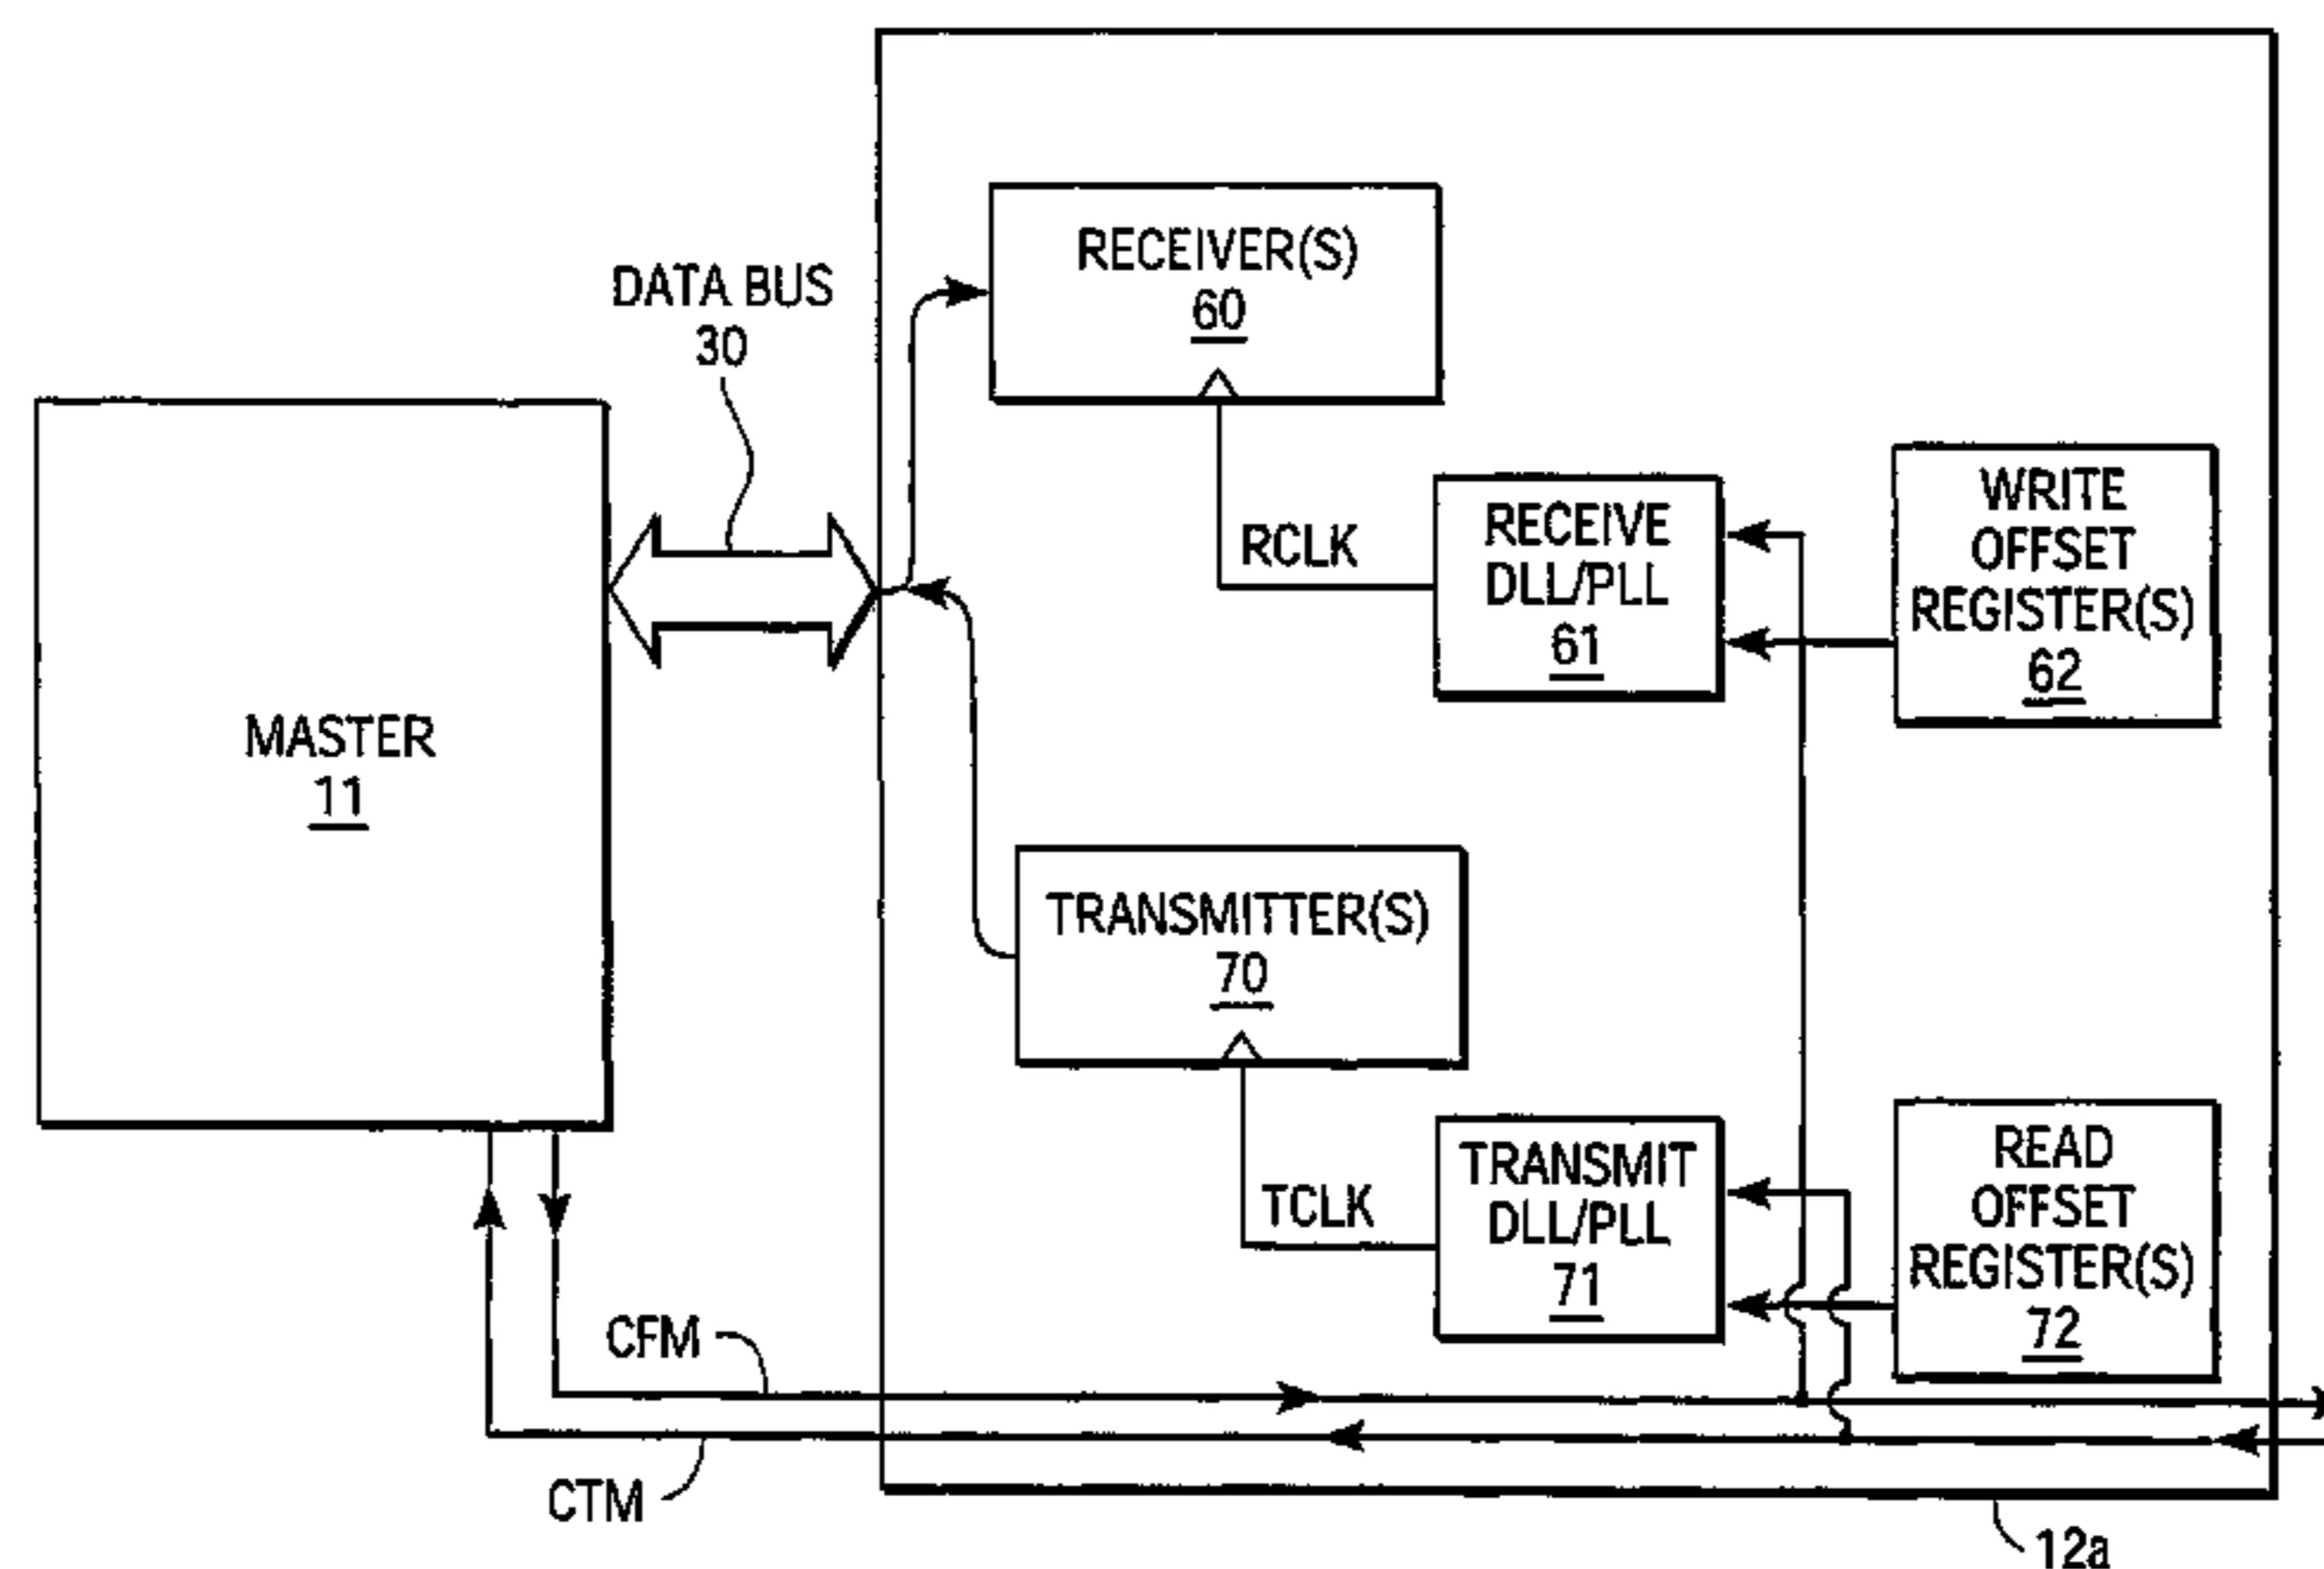 RECEIVER(S)
60
DATA BUS
30
MASTER
11
RCLK
RECEIVE
DLL/PLL
61
WRITE
OFFSET
REGISTER(S)
62
TRANSMITTER(S)
70
TCLK
TRANSMIT
DLL/PLL
71
READ
OFFSET
REGISTER(S)
72
CFM
CTM
12a